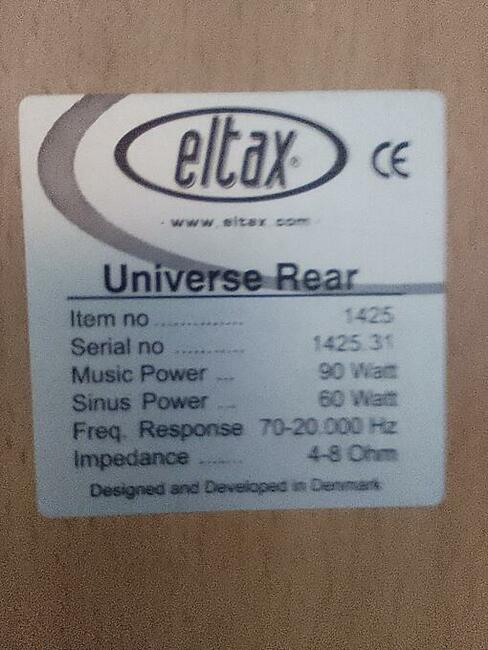 eltax®
www.eltax.com
Universe Rear
Item no .............. 1425
Serial no ........... 1425.31
Music Power ... 90 Watt
Sinus Power ... 60 Watt
Freq. Response 70-20.000 Hz
Impedance ....... 4-8 Ohm
Designed and Developed in Denmark
CE